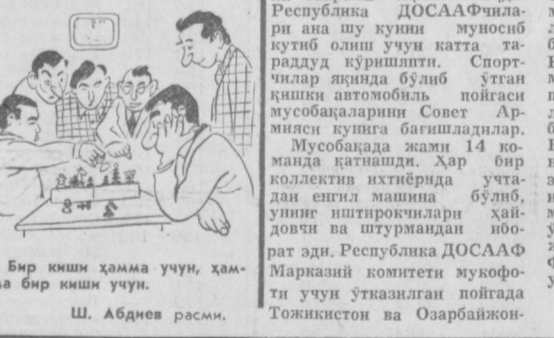 Бир киши ҳамма учун, ҳам-
ма бир киши учун.
Ш. Абдиев расми.
Республика ДОСААФчила-
ри ана шу кунни муносиб
кутиб олиш учун катта та-
раддуд кўришяпти. Спорт-
чилар яқинда бўлиб ўтган
қишки автомобиль пойгаси
мусобақаларини Совет Ар-
мияси кунига бағишладилар.
Мусобақада жами 14 ко-
манда қатнашди. Ҳар бир
коллектив ихтиёрида учта-
дан енгил машина бўлиб,
унинг иштирокчилари ҳай-
довчи ва штурмандан ибо-
рат эди. Республика ДОСААФ
Марказий комитети мукофо-
ти учун ўтказилган пойгада
Тожикистон ва Озарбайжон-